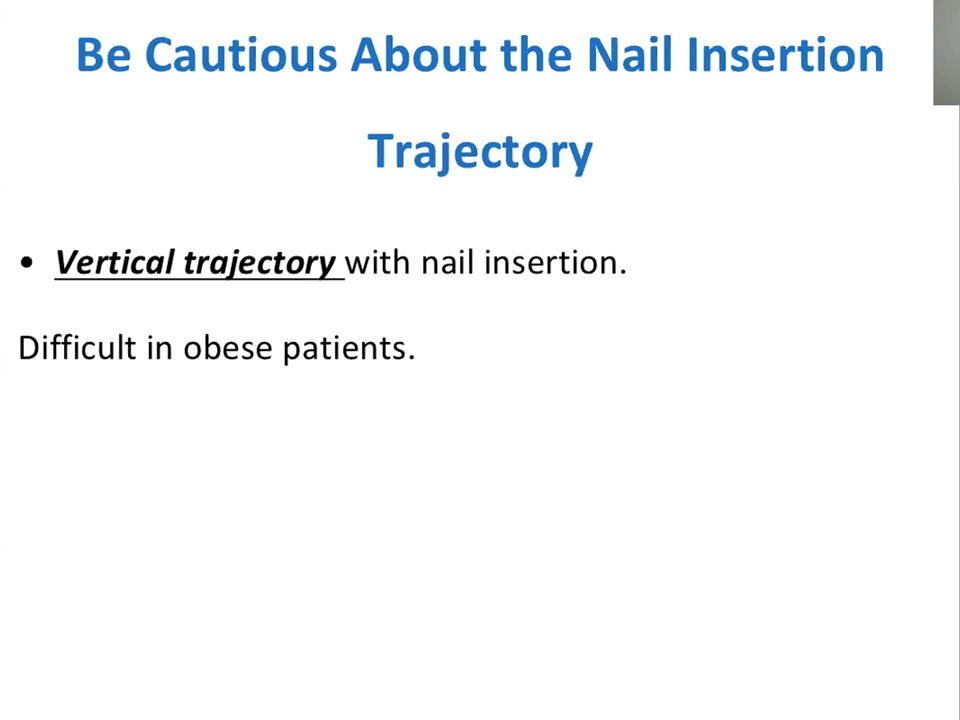 Be Cautious About the Nail Insertion
Trajectory
• Vertical trajectory with nail insertion.
Difficult in obese patients.